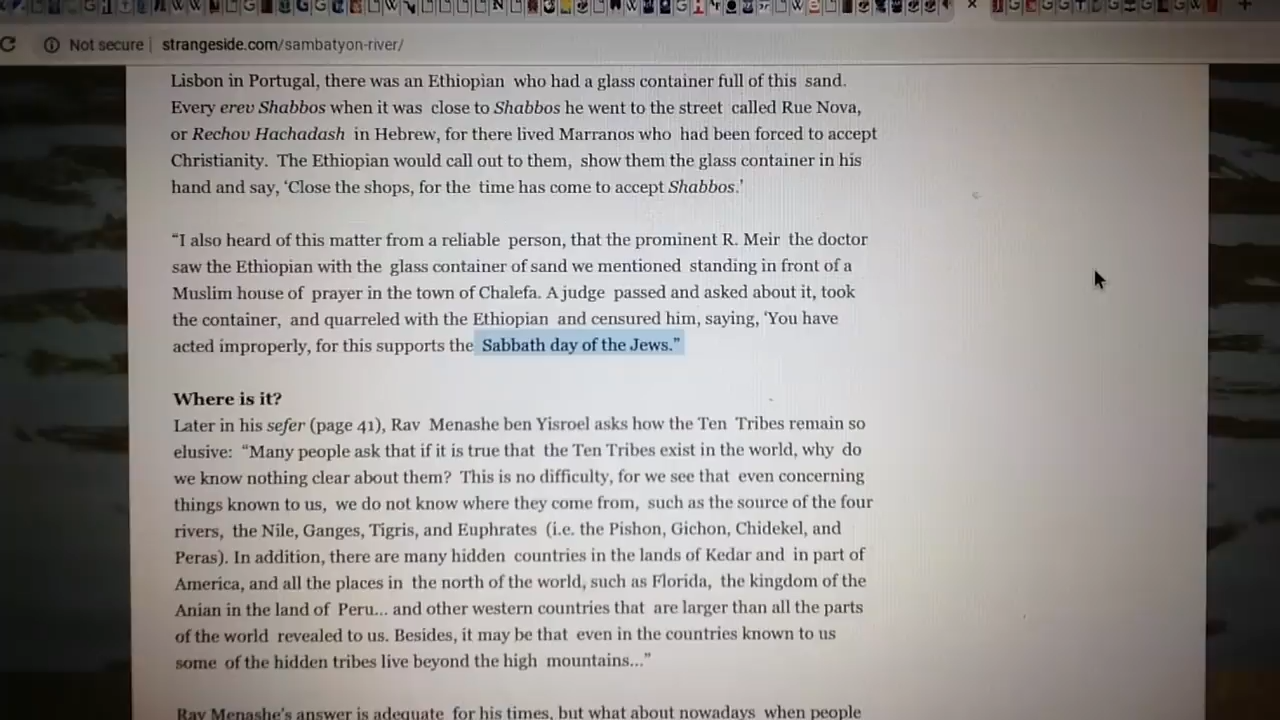 Not secure | strangeside.com/sambatyon-river/
Lisbon in Portugal, there was an Ethiopian who had a glass container full of this sand.
Every erev Shabbos when it was close to Shabbos he went to the street called Rue Nova,
or Rechov Hachadash in Hebrew, for there lived Marranos who had been forced to accept
Christianity. The Ethiopian would call out to them, show them the glass container in his
hand and say, ‘Close the shops, for the time has come to accept Shabbos.’
“I also heard of this matter from a reliable person, that the prominent R. Meir the doctor
saw the Ethiopian with the glass container of sand we mentioned standing in front of a
Muslim house of prayer in the town of Chalefa. A judge passed and asked about it, took
the container, and quarreled with the Ethiopian and censured him, saying, ‘You have
acted improperly, for this supports the Sabbath day of the Jews.”
Where is it?
Later in his sefer (page 41), Rav Menashe ben Yisroel asks how the Ten Tribes remain so
elusive: “Many people ask that if it is true that the Ten Tribes exist in the world, why do
we know nothing clear about them? This is no difficulty, for we see that even concerning
things known to us, we do not know where they come from, such as the source of the four
rivers, the Nile, Ganges, Tigris, and Euphrates (i.e. the Pishon, Gichon, Chidekel, and
Peras). In addition, there are many hidden countries in the lands of Kedar and in part of
America, and all the places in the north of the world, such as Florida, the kingdom of the
Anian in the land of Peru... and other western countries that are larger than all the parts
of the world revealed to us. Besides, it may be that even in the countries known to us
some of the hidden tribes live beyond the high mountains...”
Rav Menashe's answer is adequate for his times, but what about nowadays when people